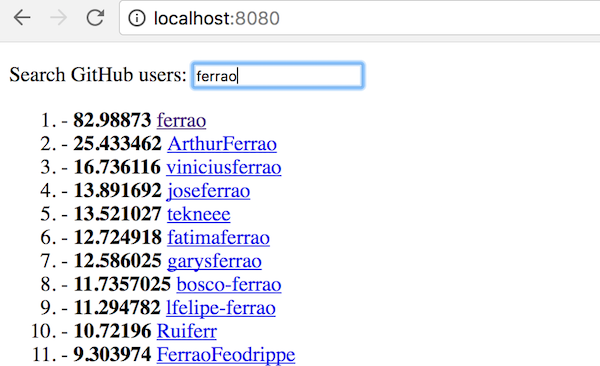 localhost:8080
Search GitHub users: ferrao
1. - 82.98873 ferrao
2. - 25.433462 ArthurFerrao
3. - 16.736116 viniciusferrao
4. - 13.891692 joseferrao
5. - 13.521027 tekneee
6. - 12.724918 fatimaferrao
7. - 12.586025 garysferrao
8. - 11.7357025 bosco-ferrao
9. - 11.294782 lfelipe-ferrao
10. - 10.72196 Ruiferr
11. - 9.303974 FerraoFeodrippe